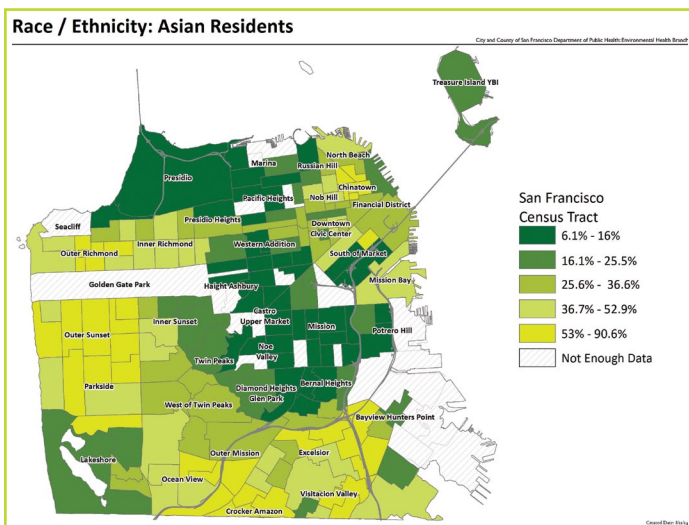 Race / Ethnicity: Asian Residents
City and County of San Francisco Department of Public Health: Environmental Health Branch
Treasure Island YBI
Marina
North Beach
Russian Hill
Presidio
Chinatown
Pacific Heights
Nob Hill
Financial District
Seacliff
Presidio Heights
Downtown
Civic Center
Inner Richmond
Western Addition
Outer Richmond
South of Market
Golden Gate Park
Haight Ashbury
Mission Bay
Castro
Upper Market
Inner Sunset
Mission
Potrero Hill
Outer Sunset
Noe
Valley
Twin Peaks
Parkside
Diamond Heights
Glen Park
Bernal Heights
West of Twin Peaks
Bayview Hunters Point
Outer Mission
Excelsior
Lakeshore
Ocean View
Visitacion Valley
Crocker Amazon
San Francisco
Census Tract
6.1% - 16%
16.1% - 25.5%
25.6% - 36.6%
36.7% - 52.9%
53% - 90.6%
Not Enough Data